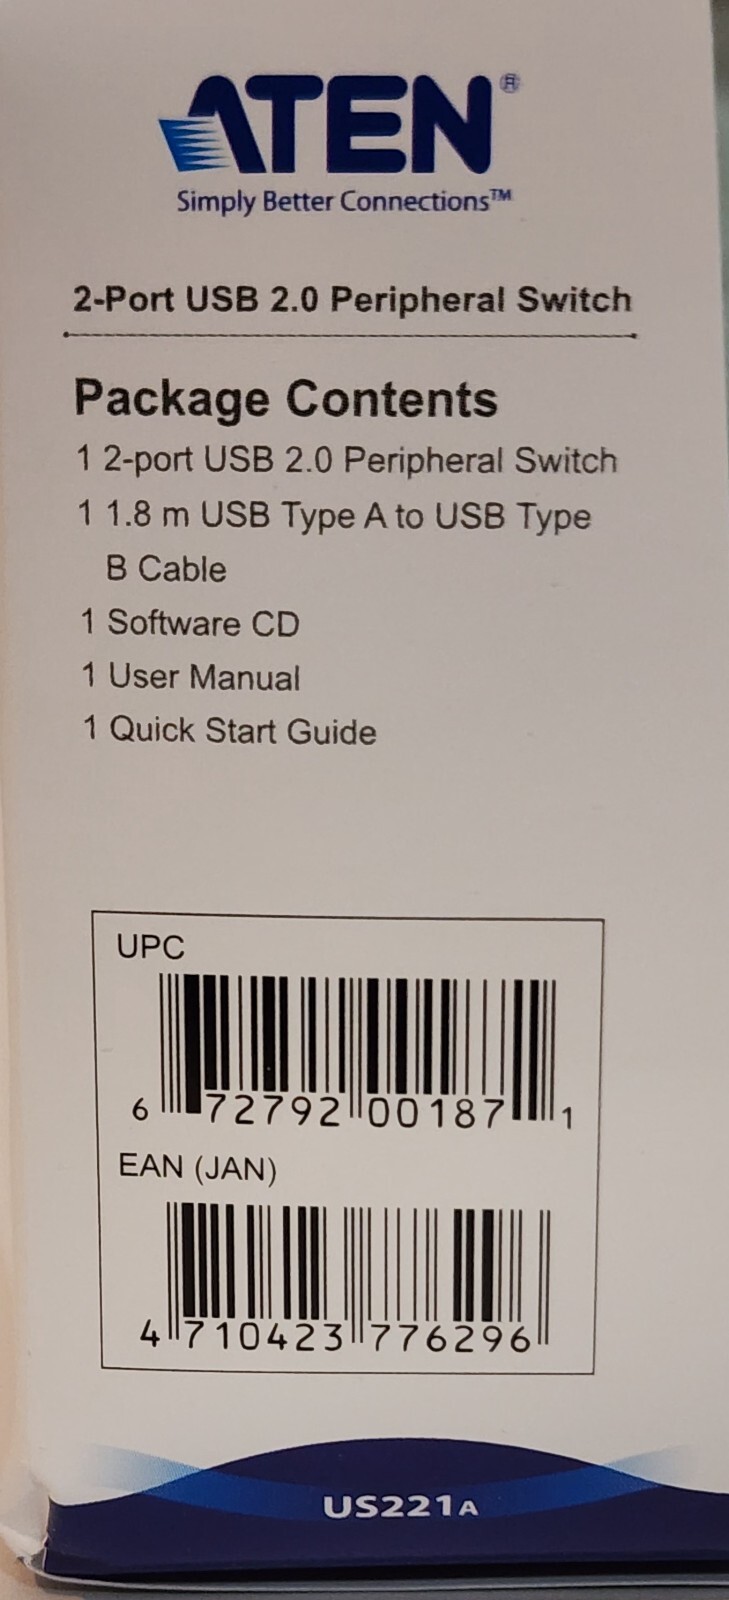 ATEN®
Simply Better Connections™
2-Port USB 2.0 Peripheral Switch
Package Contents
1 2-port USB 2.0 Peripheral Switch
1 1.8 m USB Type A to USB Type
B Cable
1 Software CD
1 User Manual
1 Quick Start Guide
UPC
6 72792 00187 1
EAN (JAN)
4 710423 776296
US221A